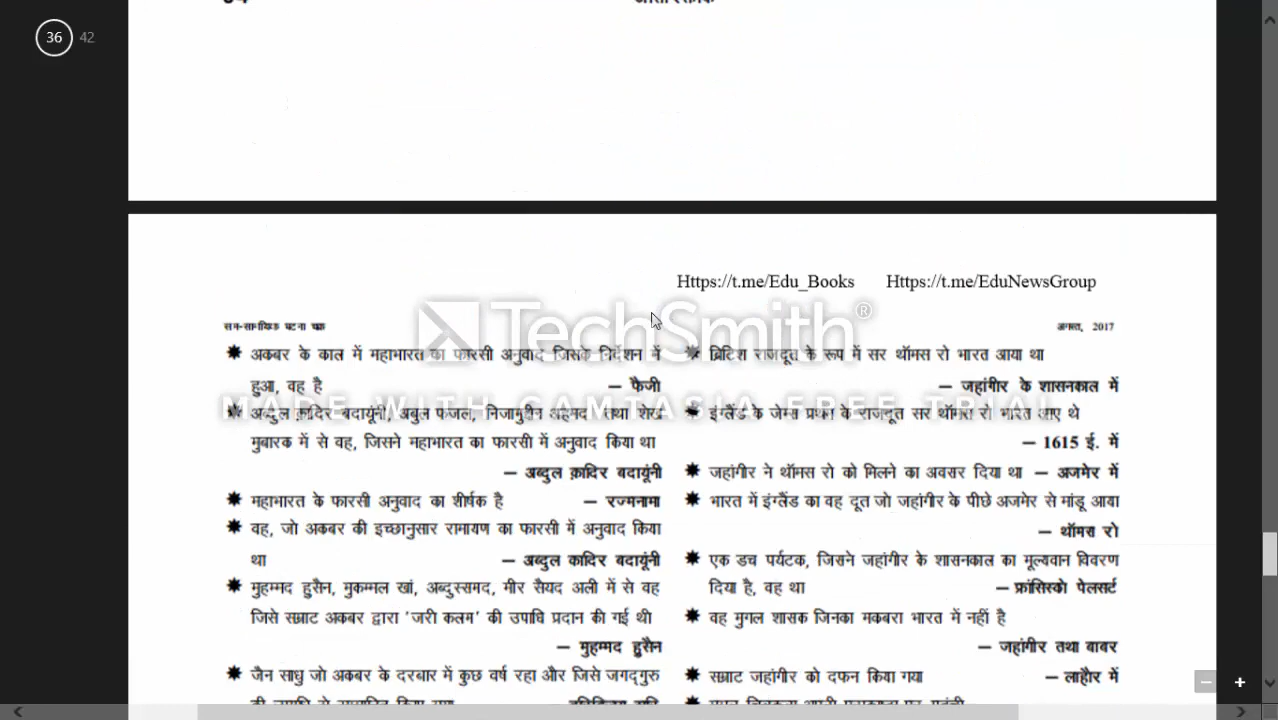 36 42
Https://t.me/Edu_Books Https://t.me/EduNewsGroup
TechSmith®
MADE WITH CAMTASIA FREE TRIAL
सम-सामयिक घटना चक्र
अकबर के काल में महाभारत का फारसी अनुवाद जिसके निर्देशन में
हुआ, वह है – फैजी
अब्दुल क़ादिर बदायूंनी, अबुल फजल, निजामुद्दीन अहमद तथा शेख
मुबारक में से वह, जिसने महाभारत का फारसी में अनुवाद किया था
– अब्दुल क़ादिर बदायूंनी
महाभारत के फारसी अनुवाद का शीर्षक है – रज्मनामा
वह, जो अकबर की इच्छानुसार रामायण का फारसी में अनुवाद किया
था – अब्दुल कादिर बदायूंनी
मुहम्मद हुसैन, मुकम्मल खां, अब्दुस्समद, मीर सैयद अली में से वह
जिसे सम्राट अकबर द्वारा 'जरी कलम' की उपाधि प्रदान की गई थी
– मुहम्मद हुसैन
जैन साधु जो अकबर के दरबार में कुछ वर्ष रहा और जिसे जगद्गुरु
अगस्त, 2017
ब्रिटिश राजदूत के रूप में सर थॉमस रो भारत आया था
– जहांगीर के शासनकाल में
इंग्लैंड के जेम्स प्रथम के राजदूत सर थॉमस रो भारत आए थे
– 1615 ई. में
जहांगीर ने थॉमस रो को मिलने का अवसर दिया था – अजमेर में
भारत में इंग्लैंड का वह दूत जो जहांगीर के पीछे अजमेर से मांडू आया
– थॉमस रो
एक डच पर्यटक, जिसने जहांगीर के शासनकाल का मूल्यवान विवरण
दिया है, वह था – फ्रांसिस्को पेलसर्ट
वह मुगल शासक जिनका मकबरा भारत में नहीं है
– जहांगीर तथा बाबर
सम्राट जहांगीर को दफन किया गया – लाहौर में